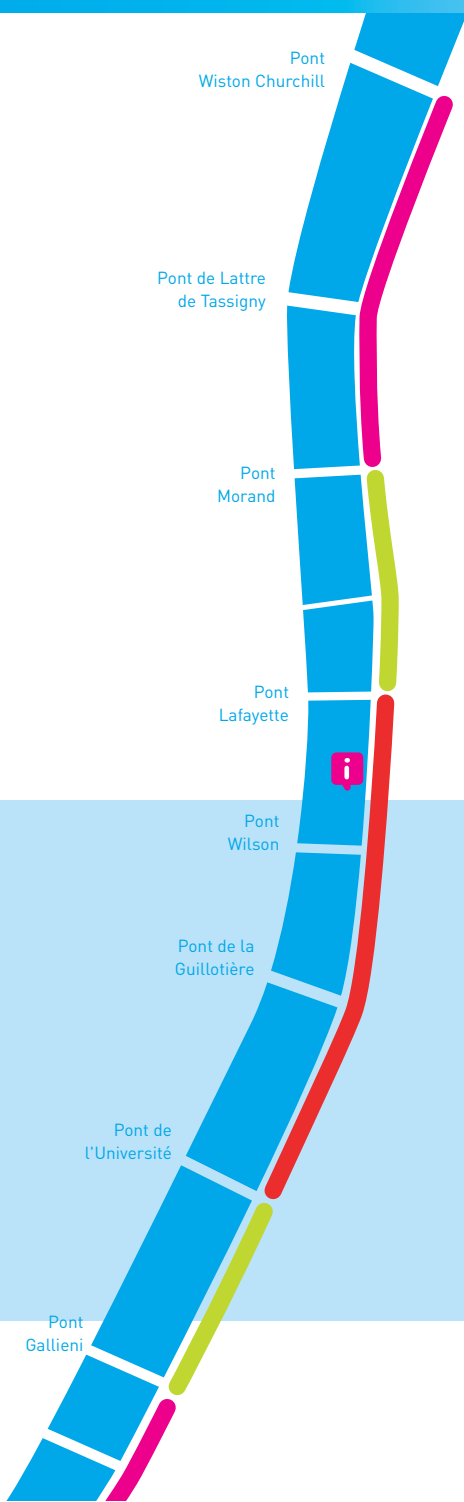 Pont
Wiston Churchill
Pont de Lattre
de Tassigny
Pont
Morand
Pont
Lafayette
i
Pont
Wilson
Pont de la
Guillotière
Pont de
l'Université
Pont
Gallieni